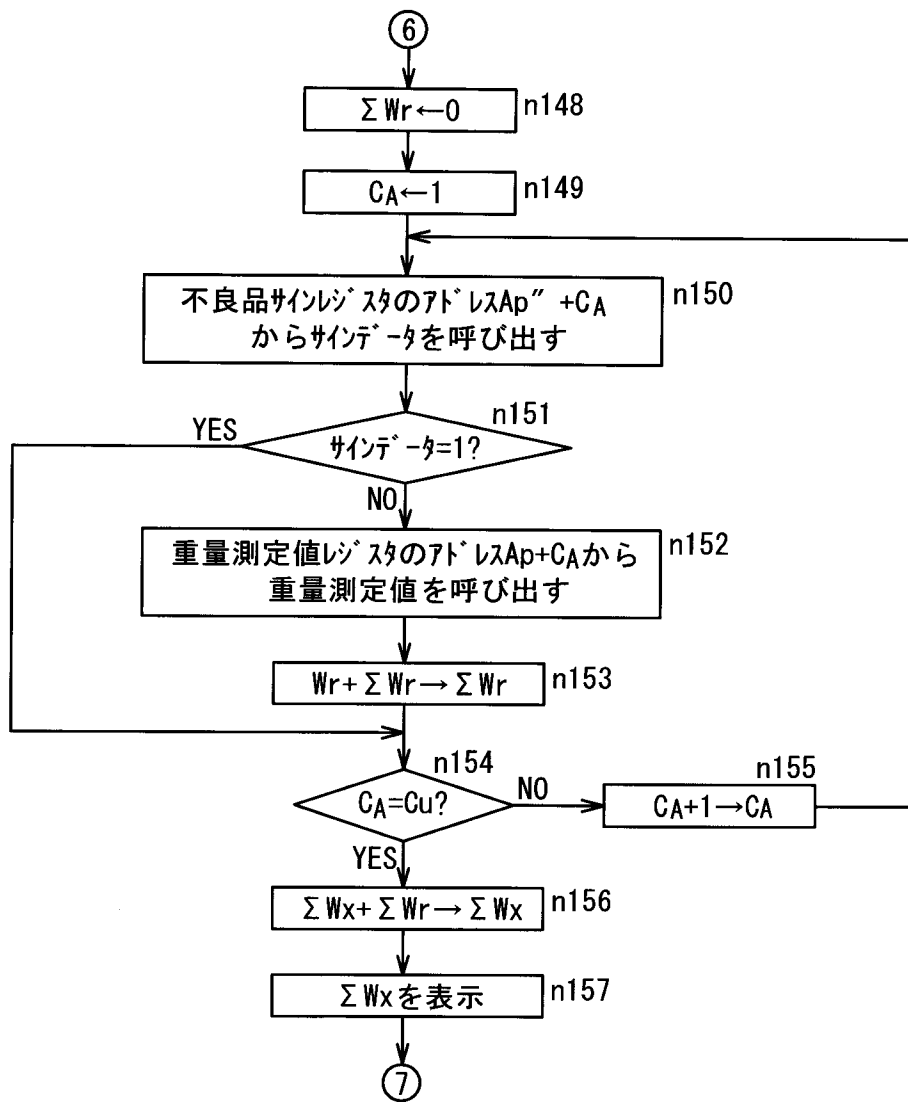 6
ΣWr←0
n148
CA←1
n149
不良品サインレジスタのアドレスAp″+CA
からサインデータを呼び出す
n150
n151
YES
サインデータ=1?
NO
重量測定値レジスタのアドレスAp+CAから
重量測定値を呼び出す
n152
Wr+ΣWr→ΣWr
n153
n154
CA=Cu?
NO
n155
CA+1→CA
YES
ΣWx+ΣWr→ΣWx
n156
ΣWxを表示
n157
7